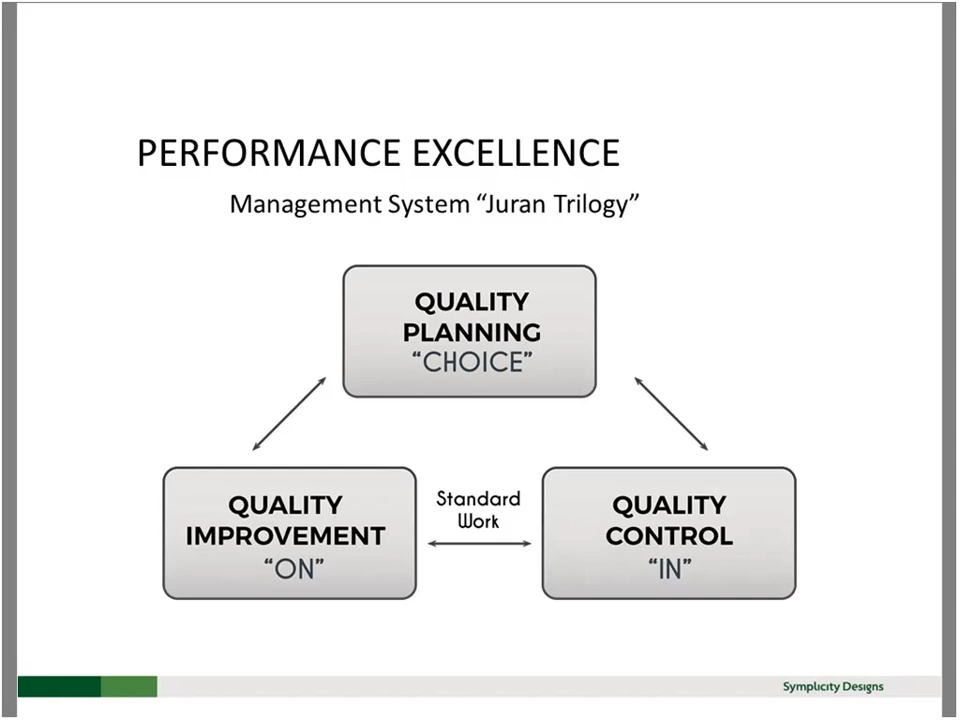 PERFORMANCE EXCELLENCE
Management System “Juran Trilogy”
QUALITY
PLANNING
“CHOICE”
QUALITY
IMPROVEMENT
“ON”
Standard
Work
QUALITY
CONTROL
“IN”
Symplicity Designs